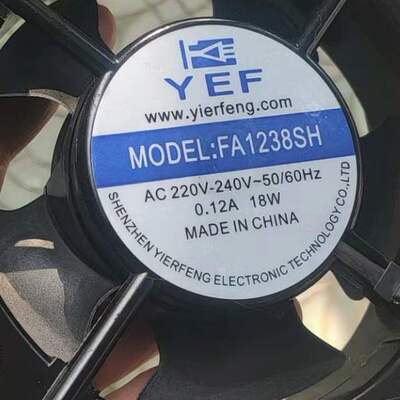 YEF
www.yierfeng.com
MODEL:FA1238SH
AC 220V-240V~50/60Hz
0.12A 18W
MADE IN CHINA
SHENZHEN YIERFENG ELECTRONIC TECHNOLOGY CO.,LTD